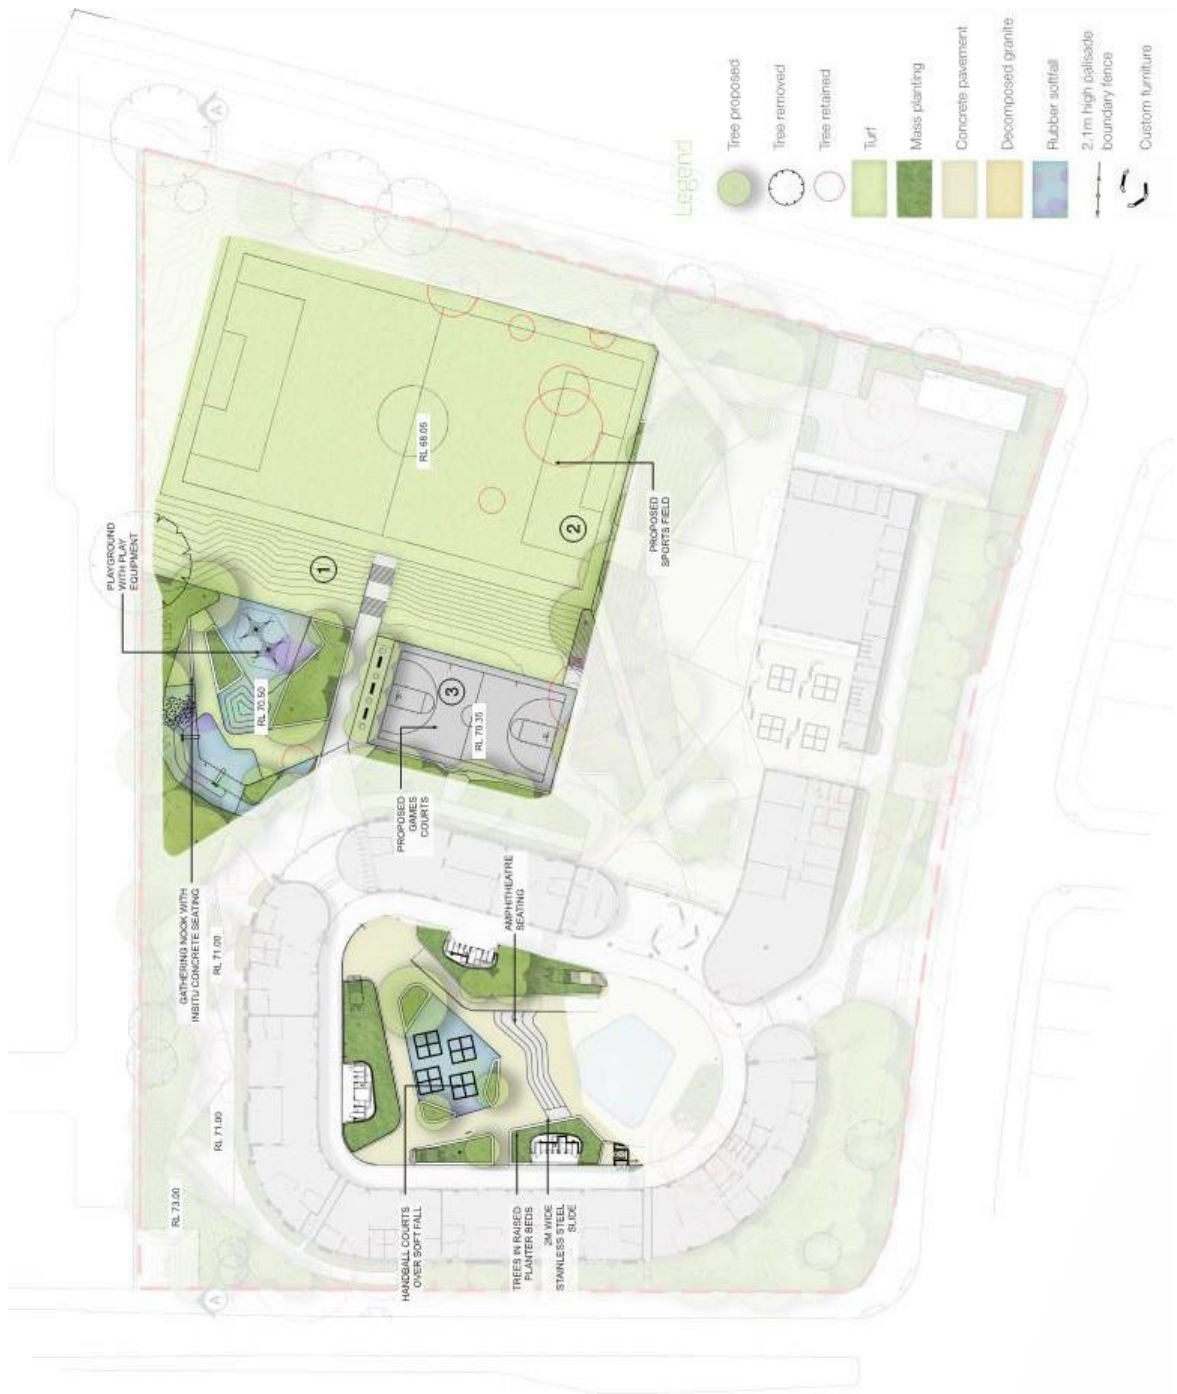 Legend
Tree proposed
Tree removed
Tree retained
Turf
Mass planting
Concrete pavement
Decomposed granite
Rubber softfall
2.1m high palisade
boundary fence
Custom furniture
A
PLAYGROUND
WITH PLAY
EQUIPMENT
1
RL 68.05
2
PROPOSED
SPORTS FIELD
RL 70.50
3
RL 70.35
PROPOSED
GAMES
COURTS
GATHERING NOOK WITH
INSITU CONCRETE SEATING
RL 71.00
AMPHITHEATRE
SEATING
RL 71.00
RL 73.00
HANDBALL COURTS
OVER SOFT FALL
TREES IN RAISED
PLANTER BEDS
2M WIDE
STAINLESS STEEL
SLIDE
A